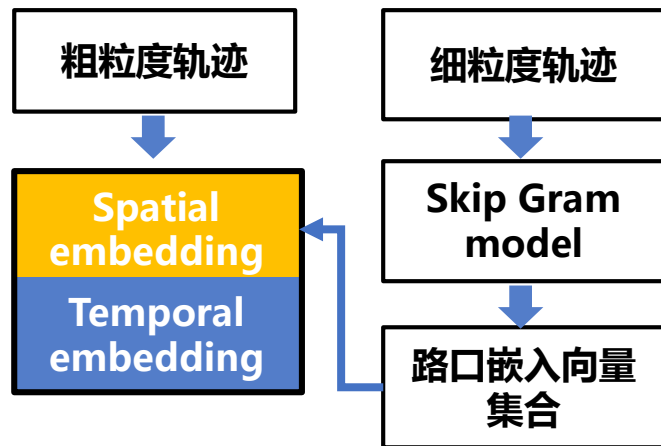 粗粒度轨迹
Spatial
embedding
Temporal
embedding
细粒度轨迹
Skip Gram
model
路口嵌入向量
集合